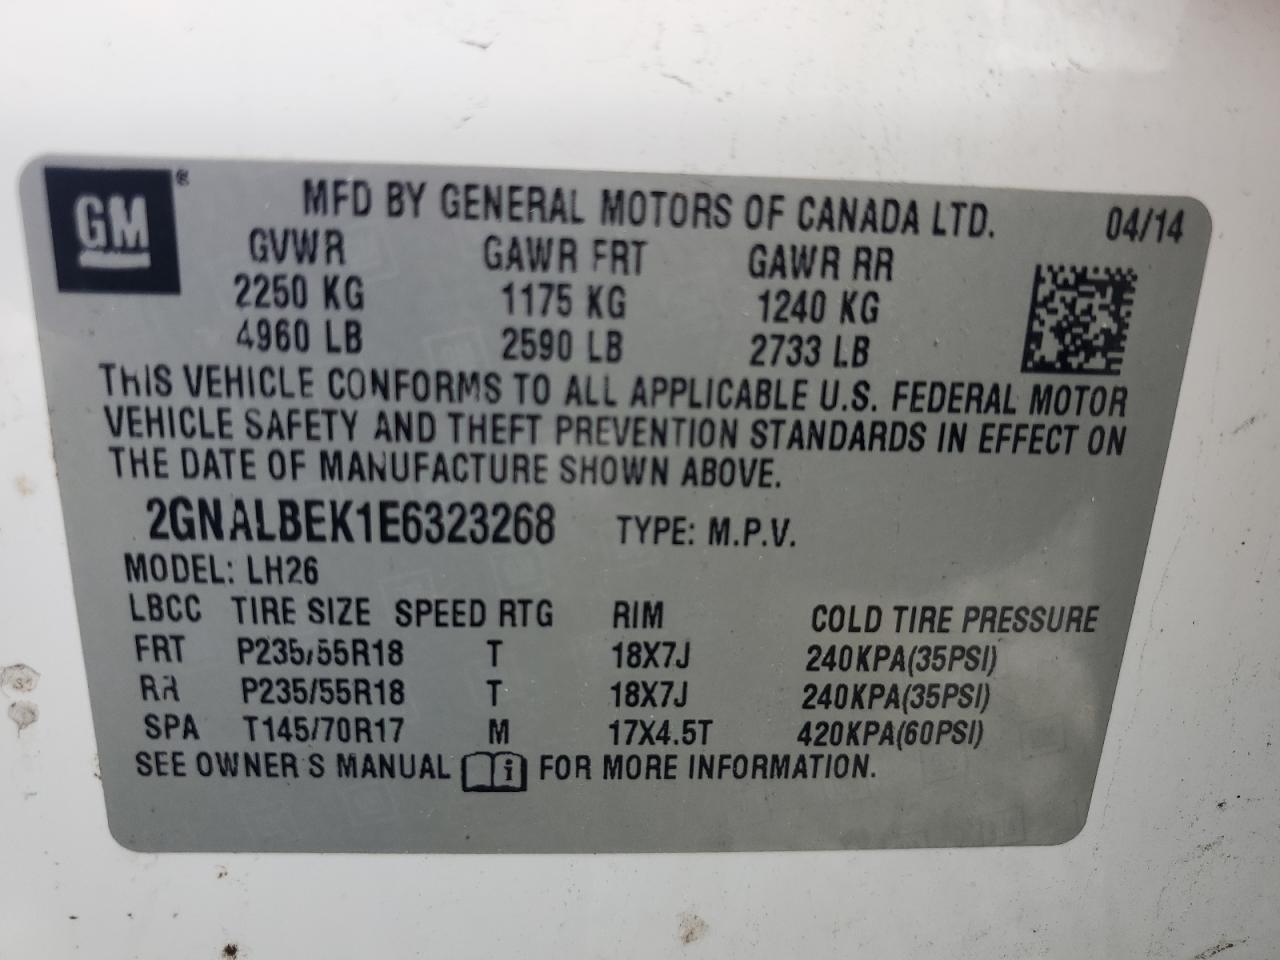 GM ® MFD BY GENERAL MOTORS OF CANADA LTD. 04/14
GVWR GAWR FRT GAWR RR
2250 KG 1175 KG 1240 KG
4960 LB 2590 LB 2733 LB
THIS VEHICLE CONFORMS TO ALL APPLICABLE U.S. FEDERAL MOTOR
VEHICLE SAFETY AND THEFT PREVENTION STANDARDS IN EFFECT ON
THE DATE OF MANUFACTURE SHOWN ABOVE.
2GNALBEK1E6323268 TYPE: M.P.V.
MODEL: LH26
LBCC TIRE SIZE SPEED RTG RIM COLD TIRE PRESSURE
FRT P235/55R18 T 18X7J 240KPA(35PSI)
RR P235/55R18 T 18X7J 240KPA(35PSI)
SPA T145/70R17 M 17X4.5T 420KPA(60PSI)
SEE OWNER'S MANUAL i FOR MORE INFORMATION.